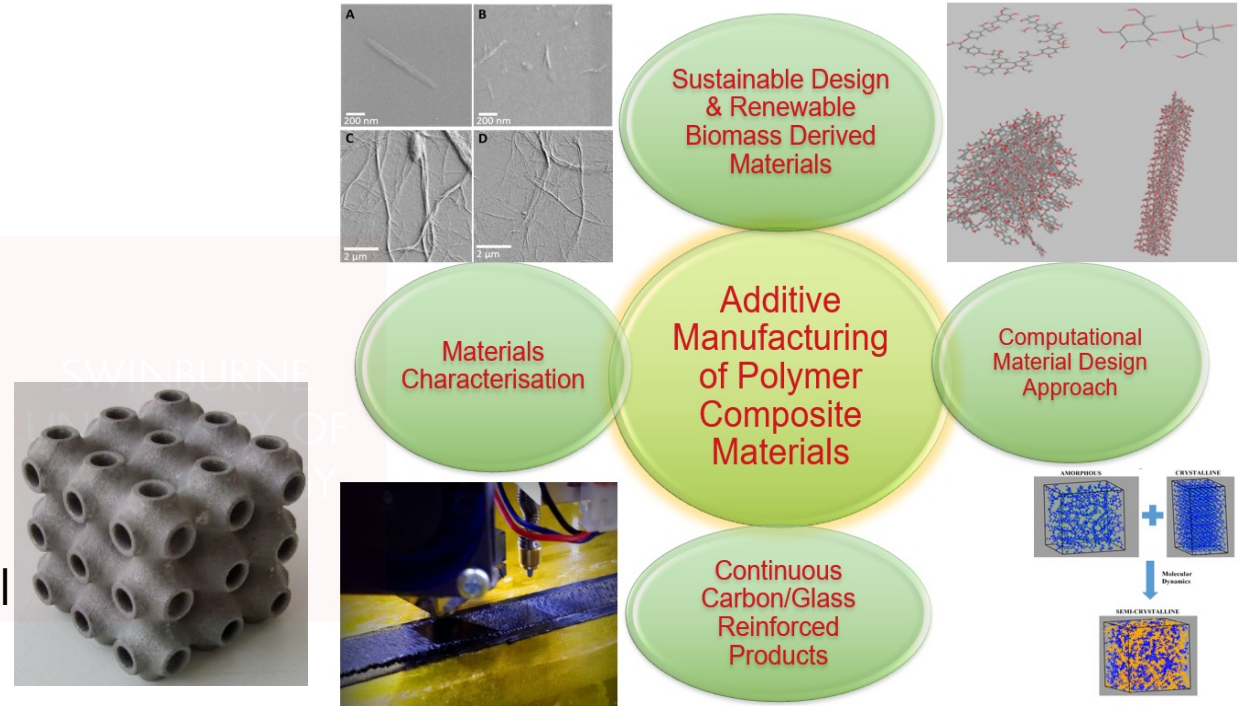 A
B
200 nm
200 nm
C
D
2 µm
2 µm
Sustainable Design
& Renewable
Biomass Derived
Materials
SWINBURNE
Materials
Characterisation
Additive
Manufacturing
of Polymer
Composite
Materials
Computational
Material Design
Approach
AMORPHOUS
CRYSTALLINE
Molecular
Dynamics
SEMI-CRYSTALLINE
Continuous
Carbon/Glass
Reinforced
Products